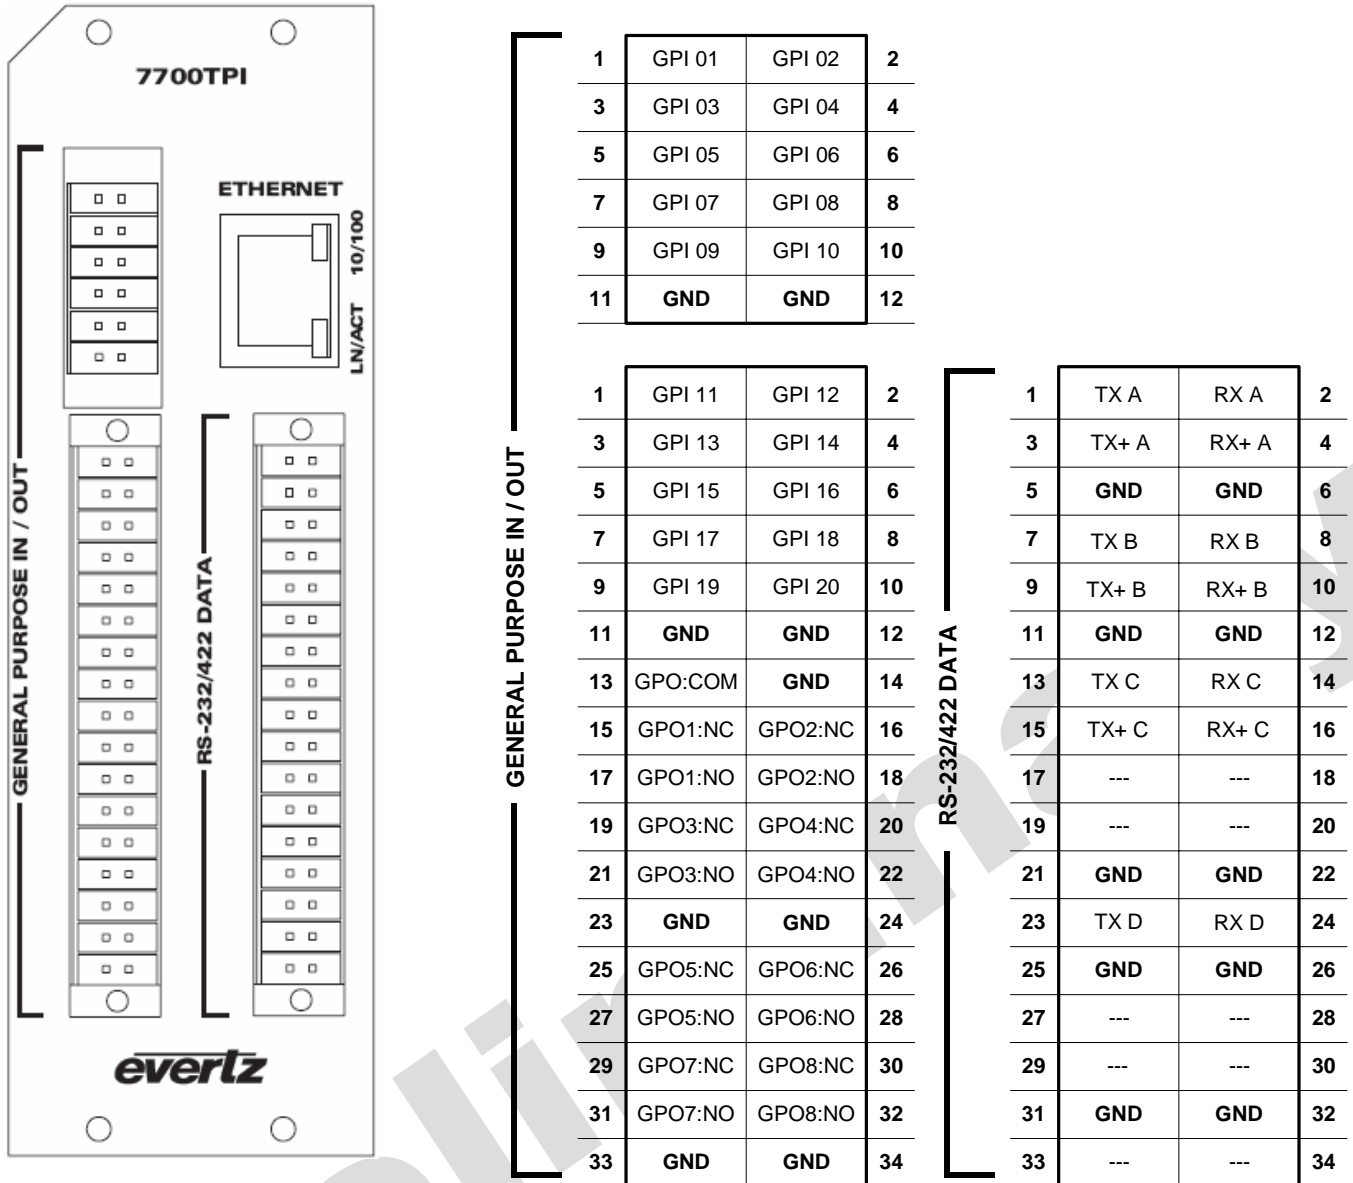 7700TPI
ETHERNET
10/100
LN/ACT
GENERAL PURPOSE IN / OUT
RS-232/422 DATA
evertz
GENERAL PURPOSE IN / OUT
1 GPI 01 GPI 02 2
3 GPI 03 GPI 04 4
5 GPI 05 GPI 06 6
7 GPI 07 GPI 08 8
9 GPI 09 GPI 10 10
11 GND GND 12
1 GPI 11 GPI 12 2
3 GPI 13 GPI 14 4
5 GPI 15 GPI 16 6
7 GPI 17 GPI 18 8
9 GPI 19 GPI 20 10
11 GND GND 12
13 GPO:COM GND 14
15 GPO1:NC GPO2:NC 16
17 GPO1:NO GPO2:NO 18
19 GPO3:NC GPO4:NC 20
21 GPO3:NO GPO4:NO 22
23 GND GND 24
25 GPO5:NC GPO6:NC 26
27 GPO5:NO GPO6:NO 28
29 GPO7:NC GPO8:NC 30
31 GPO7:NO GPO8:NO 32
33 GND GND 34
RS-232/422 DATA
1 TX A RX A 2
3 TX+ A RX+ A 4
5 GND GND 6
7 TX B RX B 8
9 TX+ B RX+ B 10
11 GND GND 12
13 TX C RX C 14
15 TX+ C RX+ C 16
17 --- --- 18
19 --- --- 20
21 GND GND 22
23 TX D RX D 24
25 GND GND 26
27 --- --- 28
29 --- --- 30
31 GND GND 32
33 --- --- 34